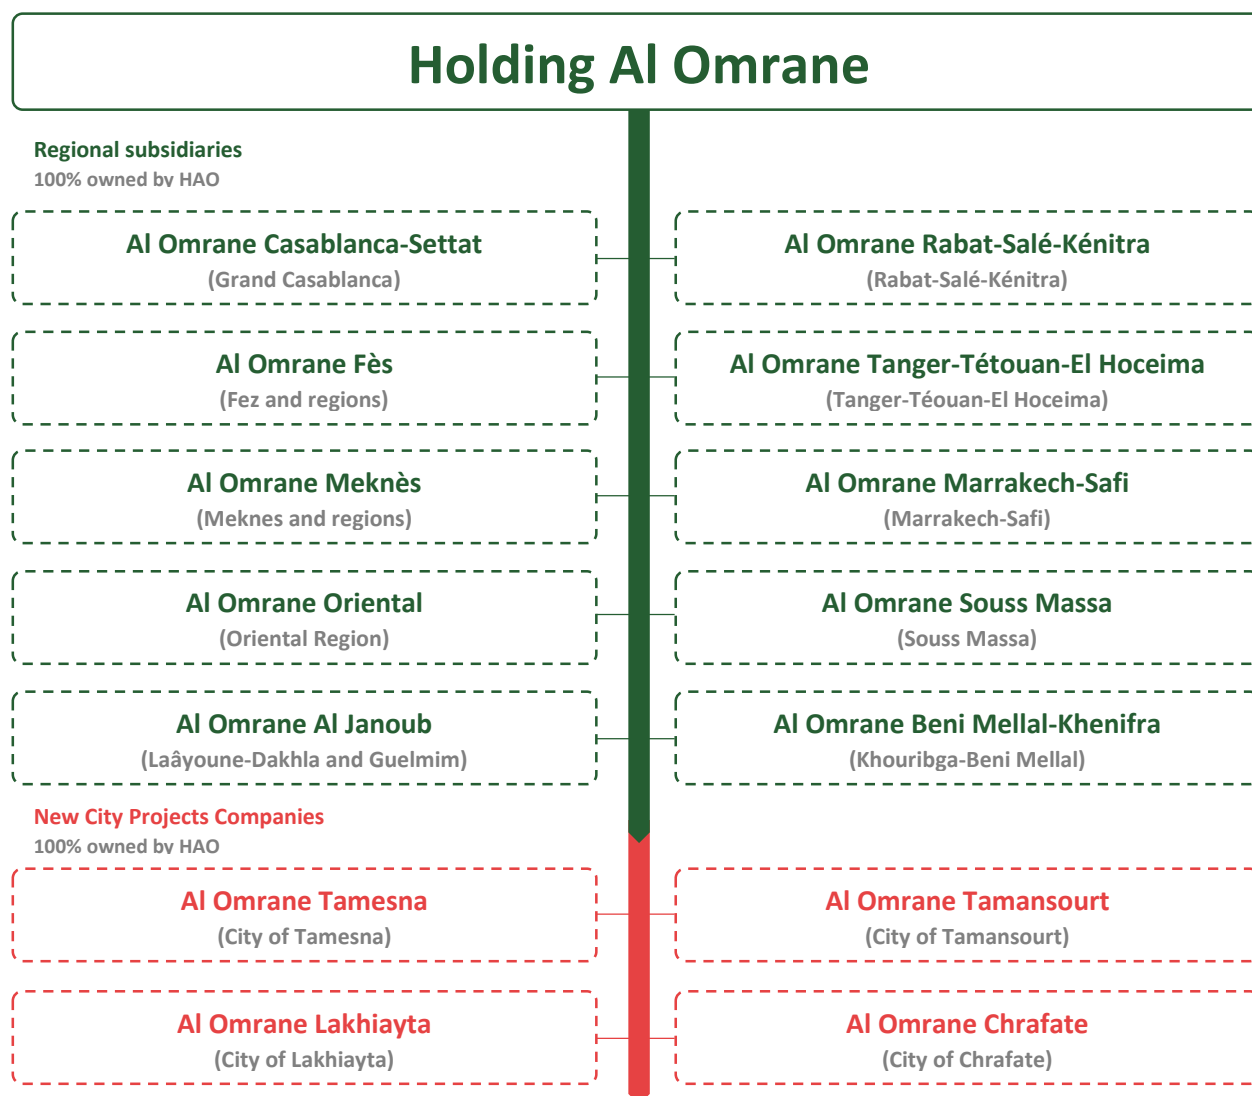 Holding Al Omrane
Regional subsidiaries
100% owned by HAO
Al Omrane Casablanca-Settat
(Grand Casablanca)
Al Omrane Rabat-Salé-Kénitra
(Rabat-Salé-Kénitra)
Al Omrane Fès
(Fez and regions)
Al Omrane Tanger-Tétouan-El Hoceima
(Tanger-Téouan-El Hoceima)
Al Omrane Meknès
(Meknes and regions)
Al Omrane Marrakech-Safi
(Marrakech-Safi)
Al Omrane Oriental
(Oriental Region)
Al Omrane Souss Massa
(Souss Massa)
Al Omrane Al Janoub
(Laâyoune-Dakhla and Guelmim)
Al Omrane Beni Mellal-Khenifra
(Khouribga-Beni Mellal)
New City Projects Companies
100% owned by HAO
Al Omrane Tamesna
(City of Tamesna)
Al Omrane Tamansourt
(City of Tamansourt)
Al Omrane Lakhiayta
(City of Lakhiayta)
Al Omrane Chrafate
(City of Chrafate)